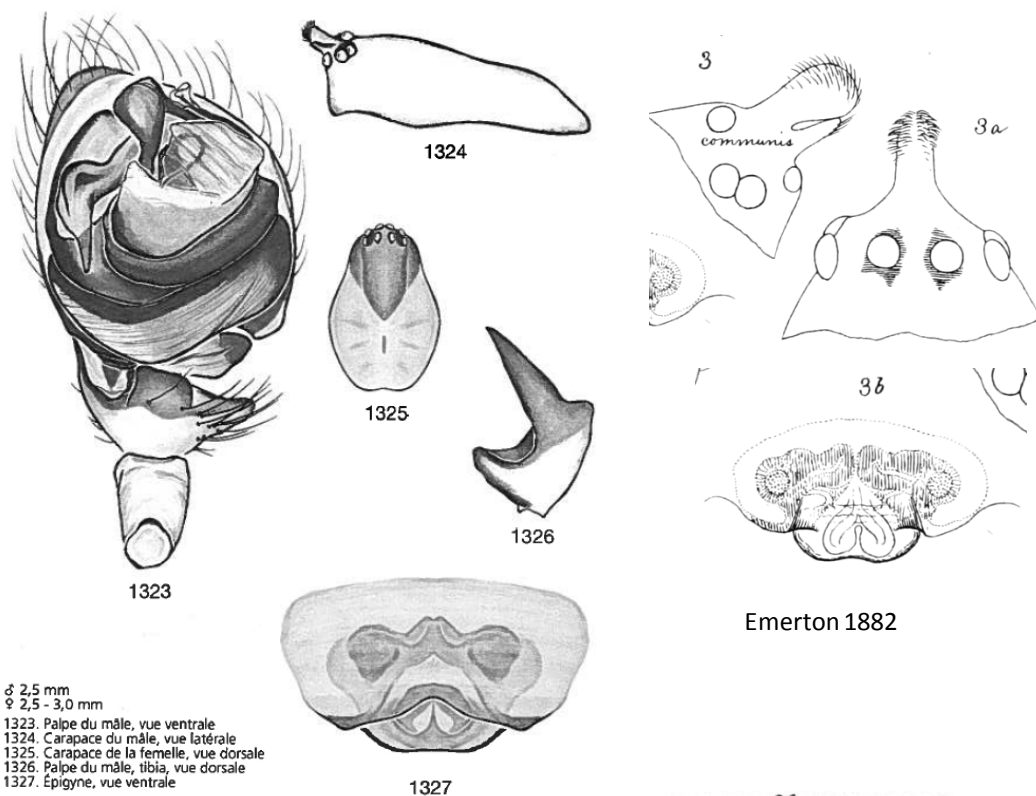 1324
3
communis
3a
1325
3b
1326
1323
Emerton 1882
♂ 2,5 mm
♀ 2,5 - 3,0 mm
1323. Palpe du mâle, vue ventrale
1324. Carapace du mâle, vue latérale
1325. Carapace de la femelle, vue dorsale
1326. Palpe du mâle, tibia, vue dorsale
1327. Épigyne, vue ventrale
1327